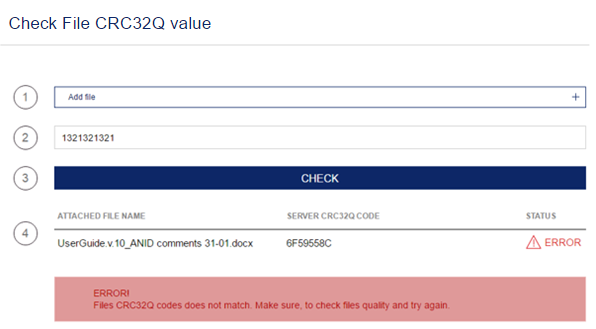 Check File CRC32Q value
1 Add file +
2 1321321321
3 CHECK
ATTACHED FILE NAME SERVER CRC32Q CODE STATUS
4 UserGuide.v.10_ANID comments 31-01.docx 6F59558C ERROR
ERROR!
Files CRC32Q codes does not match. Make sure, to check files quality and try again.